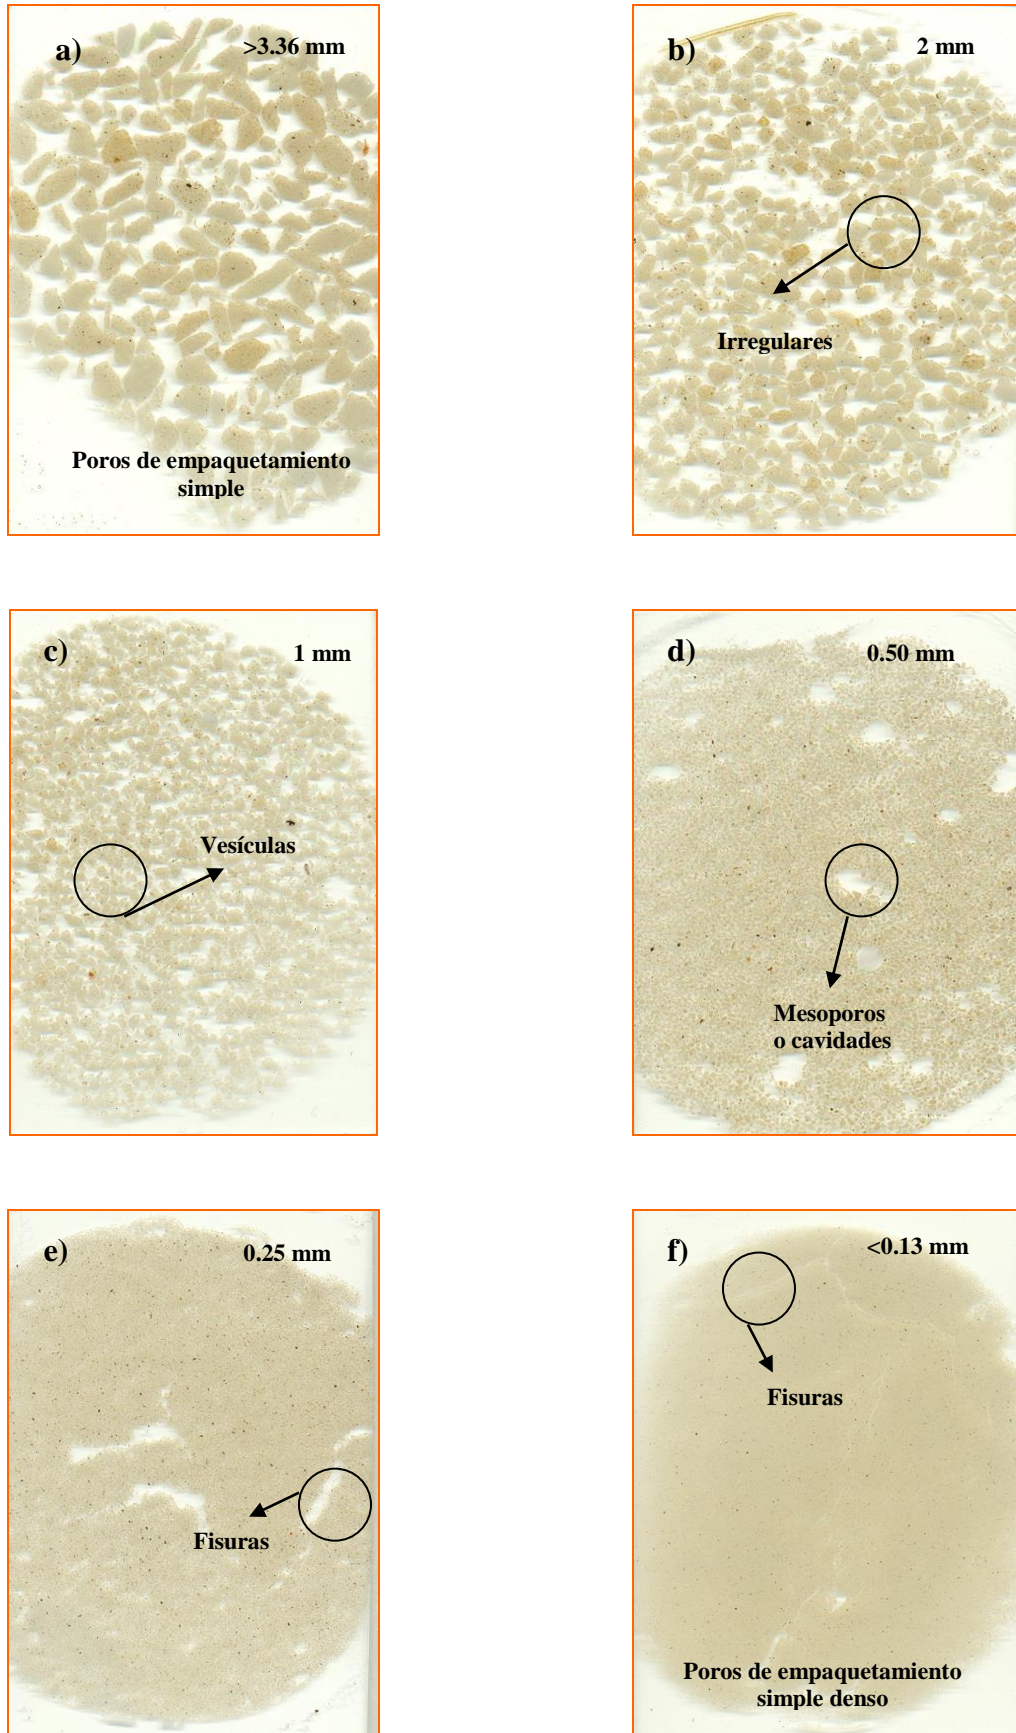 a)
>3.36 mm
Poros de empaquetamiento
simple
b)
2 mm
Irregulares
c)
1 mm
Vesículas
d)
0.50 mm
Mesoporos
o cavidades
e)
0.25 mm
Fisuras
f)
<0.13 mm
Fisuras
Poros de empaquetamiento
simple denso